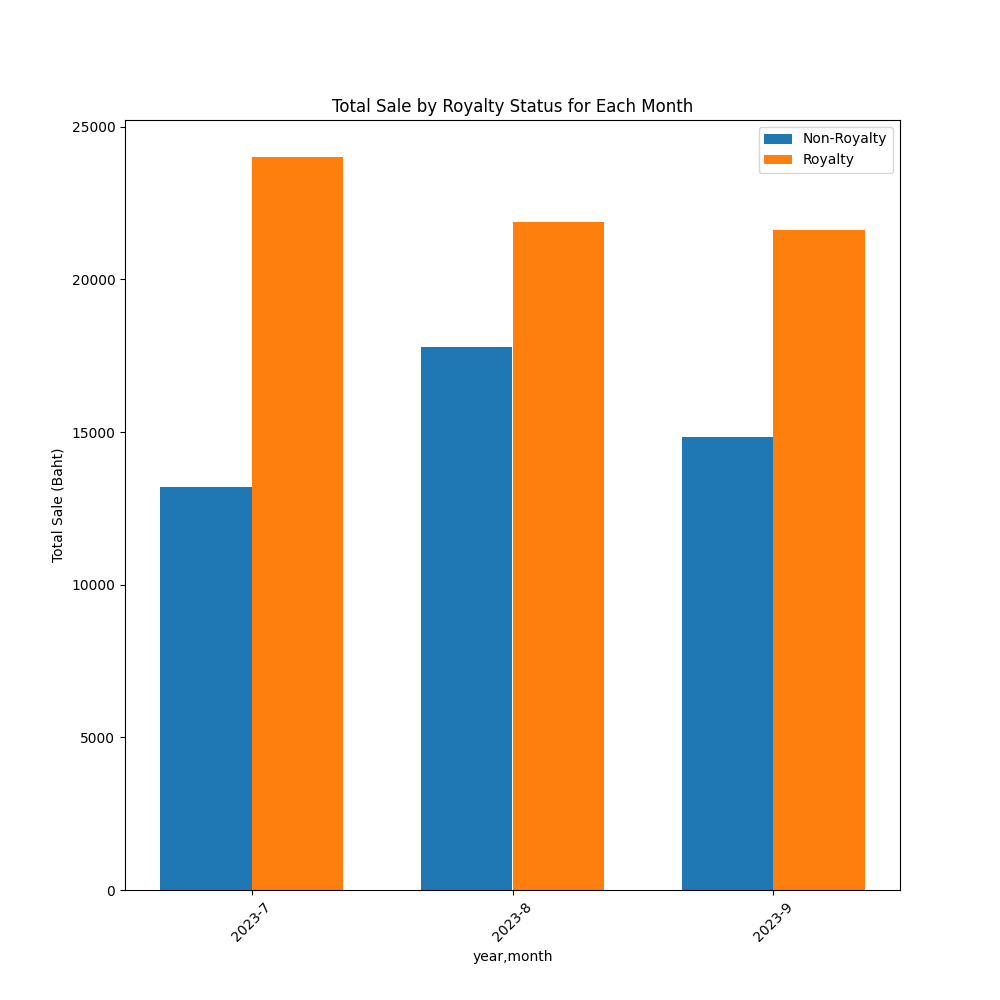 Total Sale by Royalty Status for Each Month
Non-Royalty
Royalty
25000
20000
15000
10000
5000
0
Total Sale (Baht)
2023-7
2023-8
2023-9
year,month